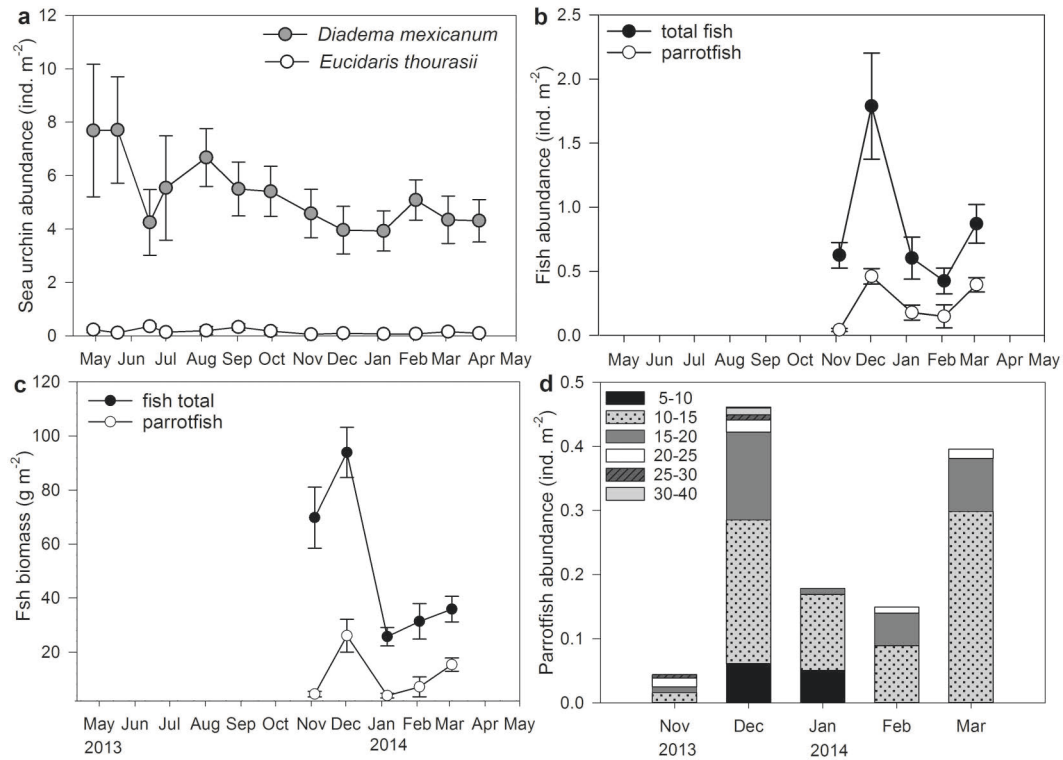 a
12
10
8
6
4
2
0
Sea urchin abundance (ind. m⁻²)
Diadema mexicanum
Eucidaris thourasii
May Jun Jul Aug Sep Oct Nov Dec Jan Feb Mar Apr May
b
2.5
2.0
1.5
1.0
0.5
0.0
Fish abundance (ind. m⁻²)
total fish
parrotfish
May Jun Jul Aug Sep Oct Nov Dec Jan Feb Mar Apr May
c
120
100
80
60
40
20
Fsh biomass (g m⁻²)
fish total
parrotfish
May Jun Jul Aug Sep Oct Nov Dec Jan Feb Mar Apr May
2013 2014
d
0.5
0.4
0.3
0.2
0.1
0.0
Parrotfish abundance (ind. m⁻²)
5-10
10-15
15-20
20-25
25-30
30-40
Nov Dec Jan Feb Mar
2013 2014